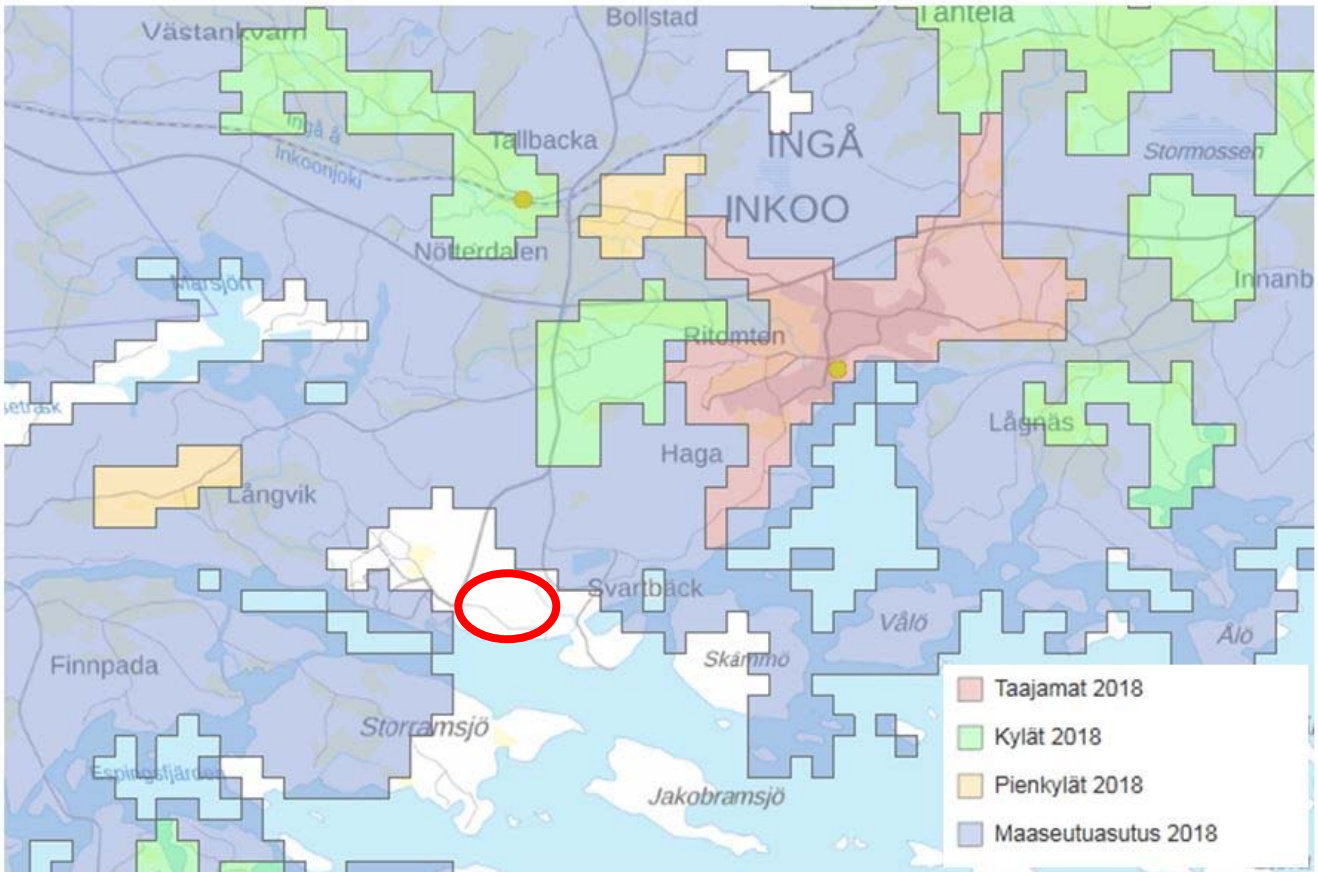 Västankvarn
Bollstad
Täntelä
Ingå å
Inkoonjoki
Tallbacka
INGÅ
INKOO
Stormossen
Nötterdalen
Marsjön
Innanb
Ritomten
Lågnäs
Haga
Långvik
Svartbäck
Vålö
Ålö
Skämmö
Finnpada
Storramsjö
Espingsfjärden
Jakobramsjö
Taajamat 2018
Kylät 2018
Pienkylät 2018
Maaseutuasutus 2018